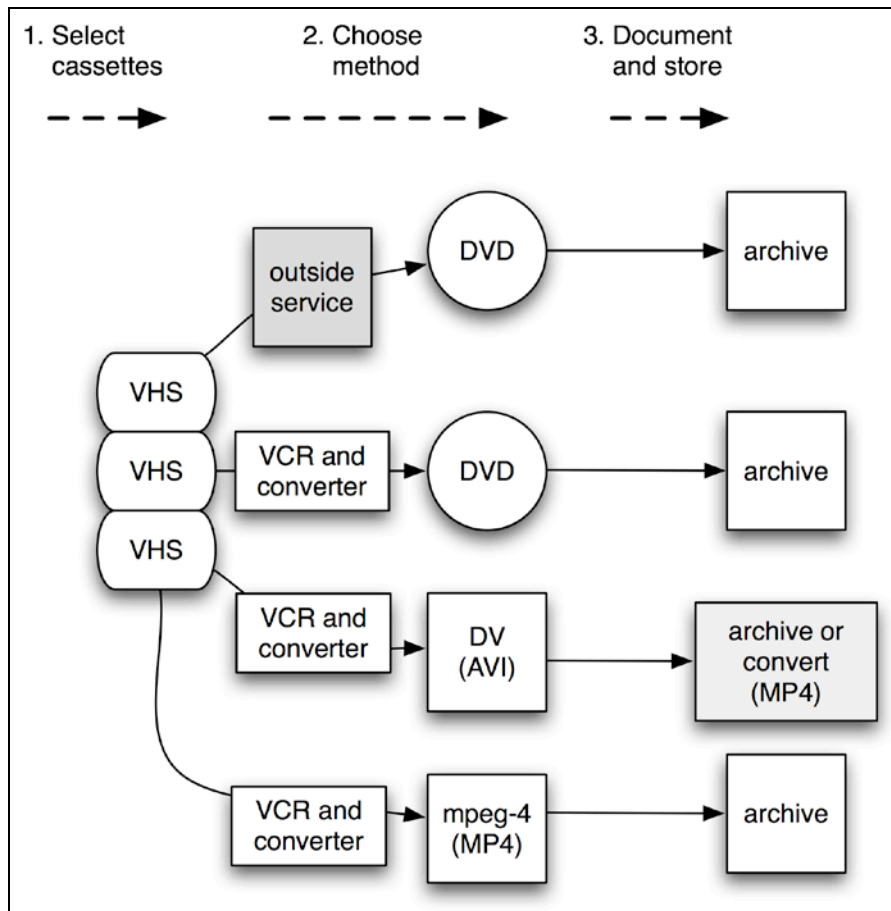 1. Select
cassettes
2. Choose
method
3. Document
and store
outside
service
DVD
archive
VHS
VHS
VHS
VCR and
converter
DVD
archive
VCR and
converter
DV
(AVI)
archive or
convert
(MP4)
VCR and
converter
mpeg-4
(MP4)
archive